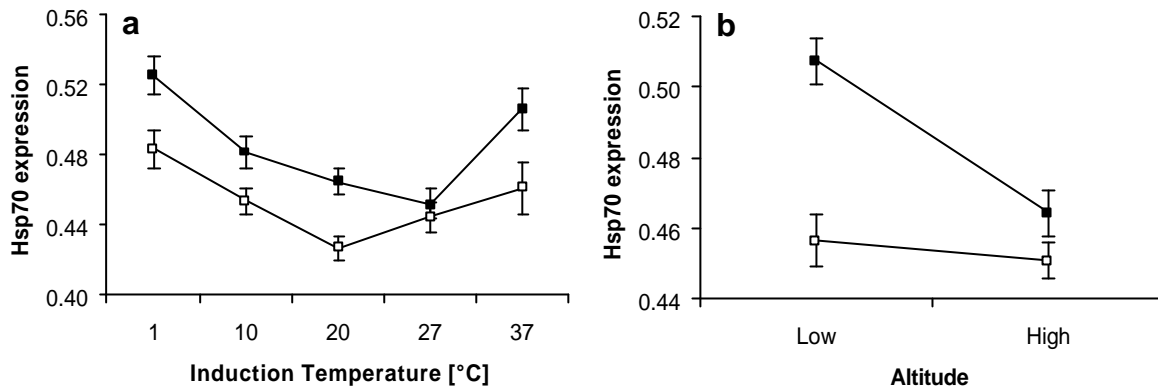 a
0.56
0.52
0.48
0.44
0.40
Hsp70 expression
1 10 20 27 37
Induction Temperature [°C]
b
0.52
0.50
0.48
0.46
0.44
Hsp70 expression
Low High
Altitude